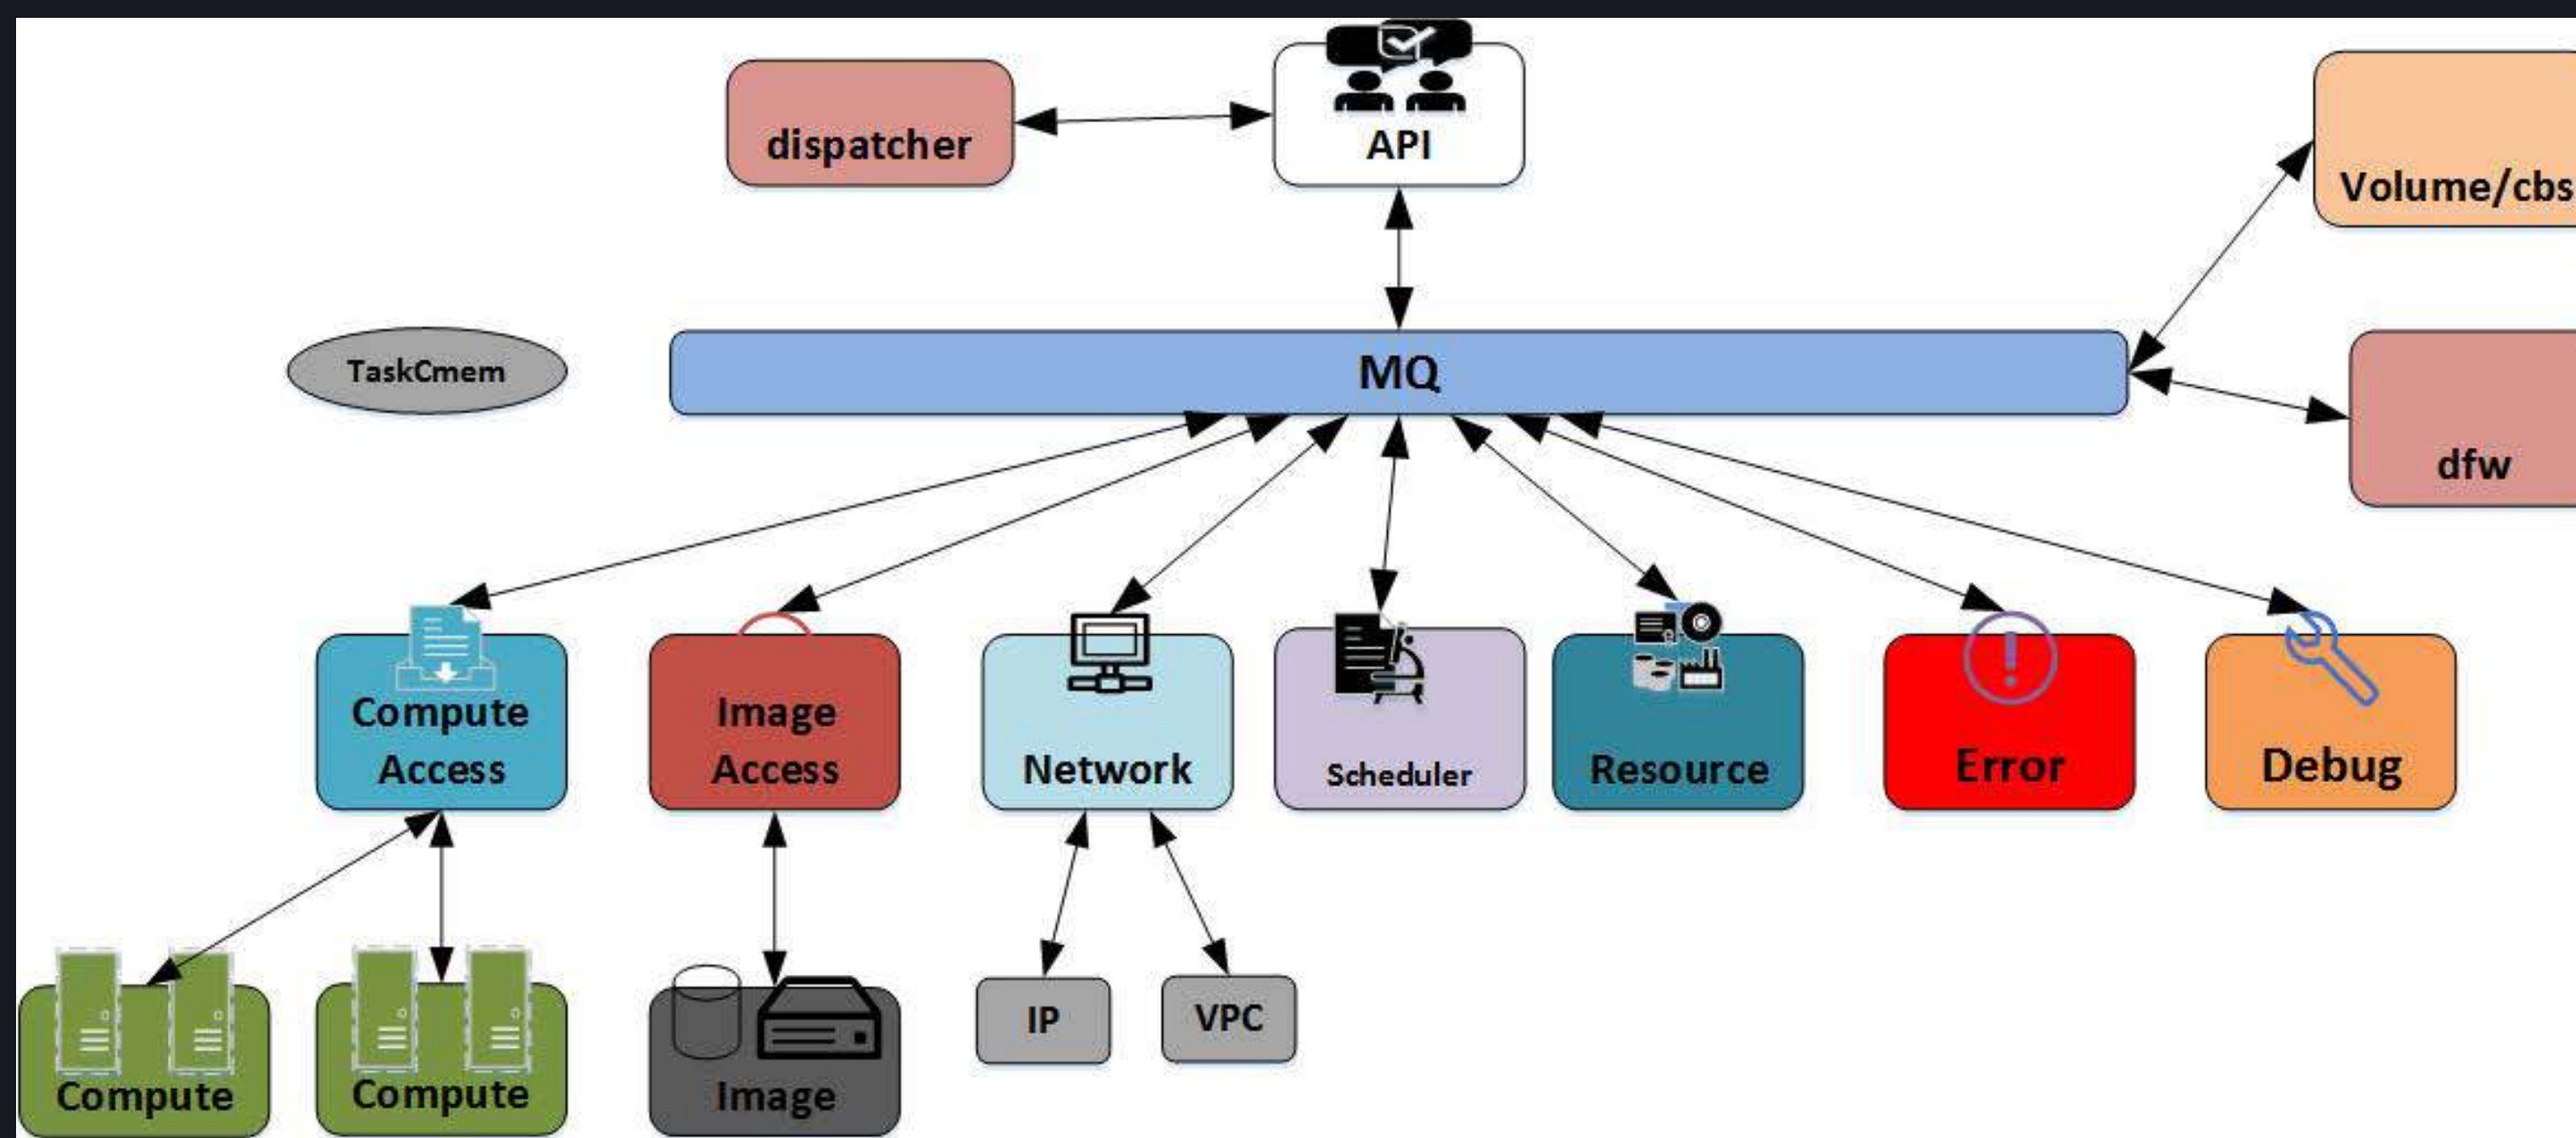 dispatcher
API
Volume/cbs
TaskCmem
MQ
dfw
Compute
Access
Image
Access
Network
Scheduler
Resource
Error
Debug
IP
VPC
Compute
Compute
Image